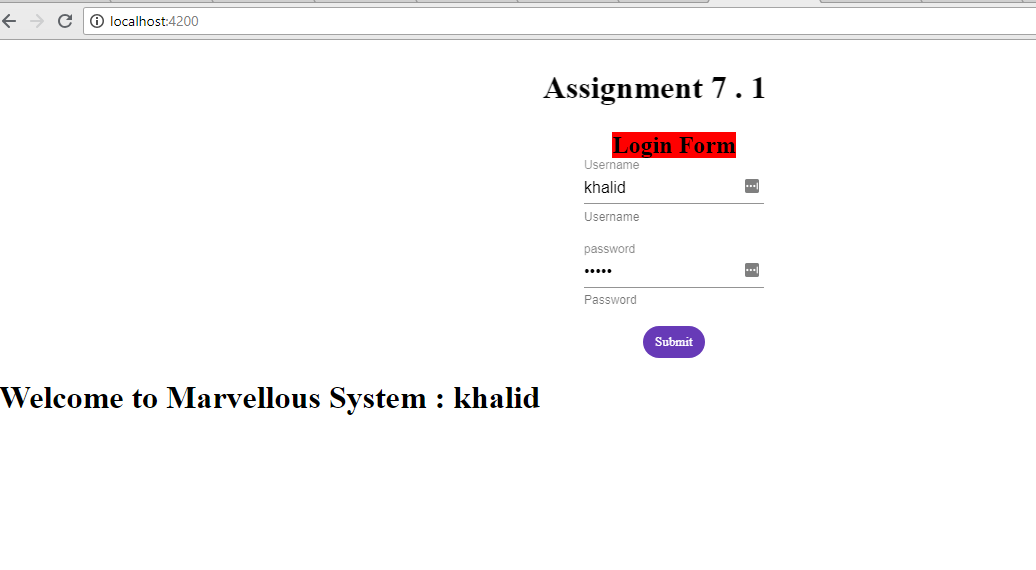 localhost:4200
Assignment 7 . 1
Login Form
Username
khalid
Username
password
•••••
Password
Submit
Welcome to Marvellous System : khalid